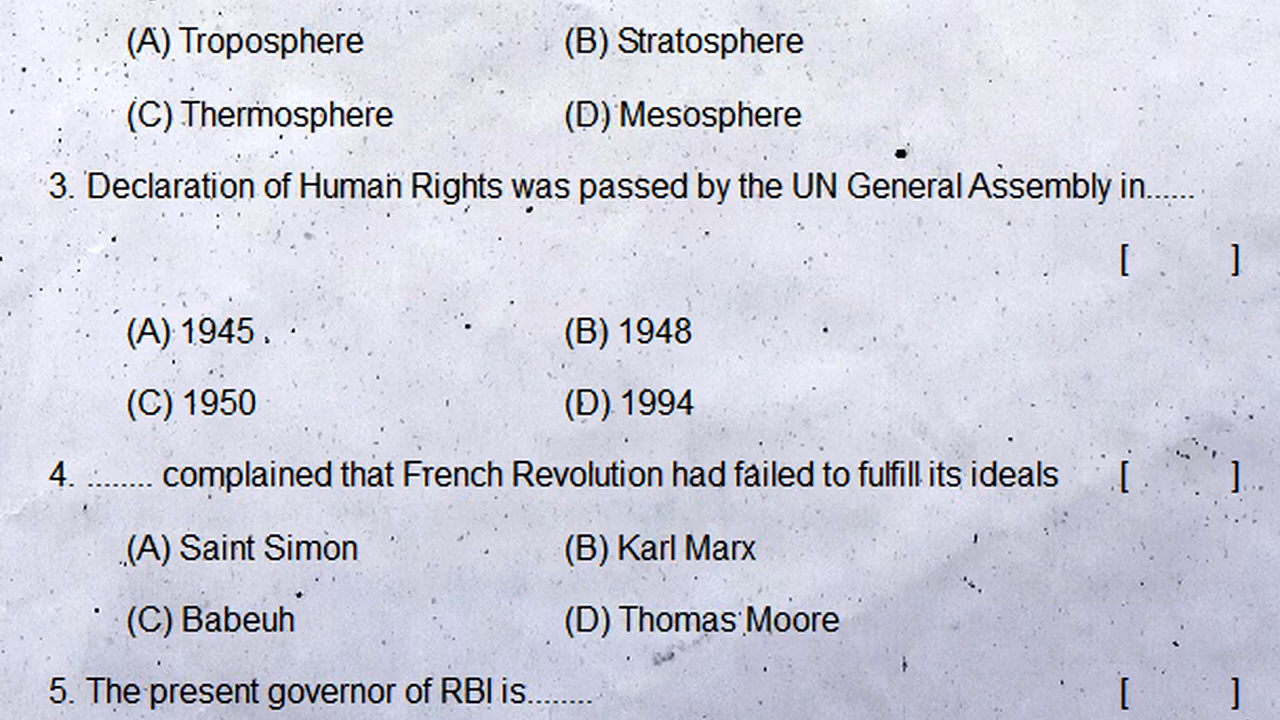 (A) Troposphere (B) Stratosphere
(C) Thermosphere (D) Mesosphere
3. Declaration of Human Rights was passed by the UN General Assembly in......
[ ]
(A) 1945 (B) 1948
(C) 1950 (D) 1994
4. ........ complained that French Revolution had failed to fulfill its ideals [ ]
(A) Saint Simon (B) Karl Marx
(C) Babeuh (D) Thomas Moore
5. The present governor of RBI is........ [ ]